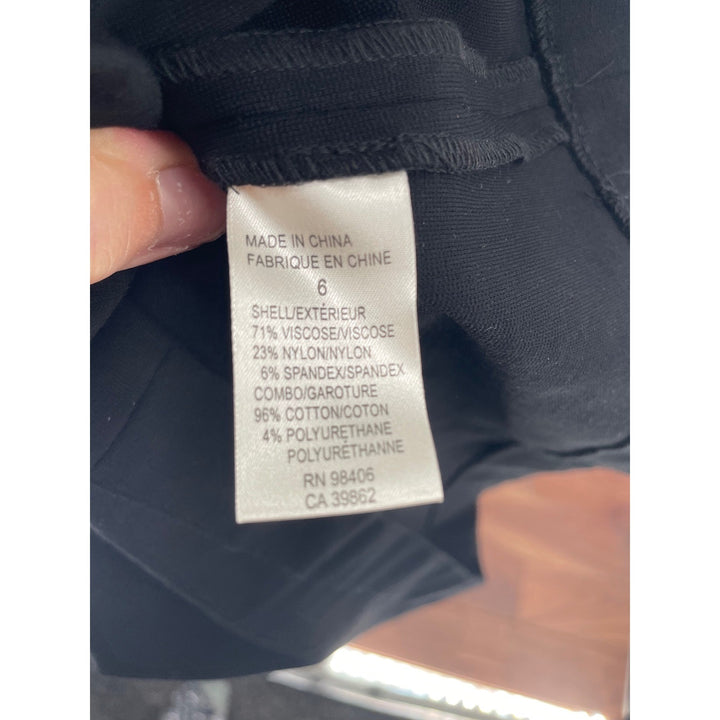 MADE IN CHINA
FABRIQUE EN CHINE
6
SHELL/EXTÉRIEUR
71% VISCOSE/VISCOSE
23% NYLON/NYLON
6% SPANDEX/SPANDEX
COMBO/GAROTURE
96% COTTON/COTON
4% POLYURETHANE
POLYURÉTHANNE
RN 98406
CA 39862